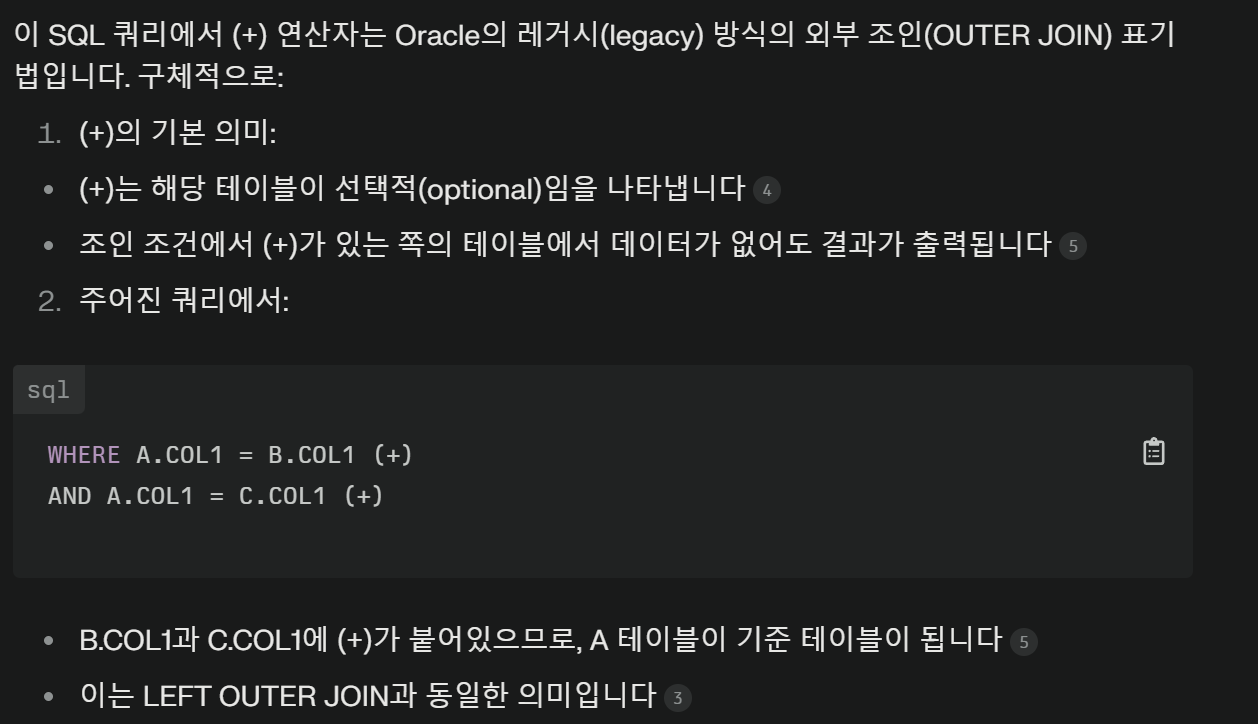 이 SQL 쿼리에서 (+) 연산자는 Oracle의 레거시(legacy) 방식의 외부 조인(OUTER JOIN) 표기
법입니다. 구체적으로:
1. (+)의 기본 의미:
• (+)는 해당 테이블이 선택적(optional)임을 나타냅니다 4
• 조인 조건에서 (+)가 있는 쪽의 테이블에서 데이터가 없어도 결과가 출력됩니다 5
2. 주어진 쿼리에서:
sql
WHERE A.COL1 = B.COL1 (+)
AND A.COL1 = C.COL1 (+)
• B.COL1과 C.COL1에 (+)가 붙어있으므로, A 테이블이 기준 테이블이 됩니다 5
• 이는 LEFT OUTER JOIN과 동일한 의미입니다 3